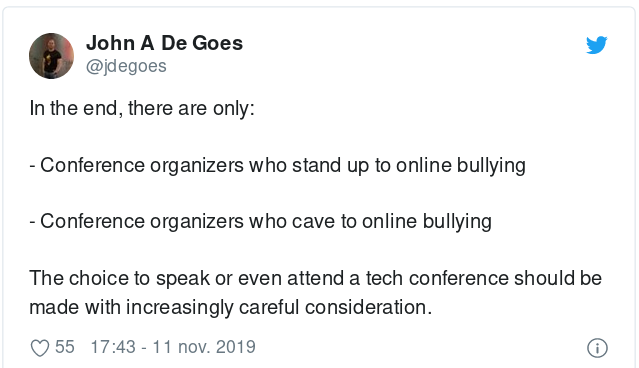 John A De Goes
@jdegoes
In the end, there are only:
- Conference organizers who stand up to online bullying
- Conference organizers who cave to online bullying
The choice to speak or even attend a tech conference should be
made with increasingly careful consideration.
55 17:43 - 11 nov. 2019